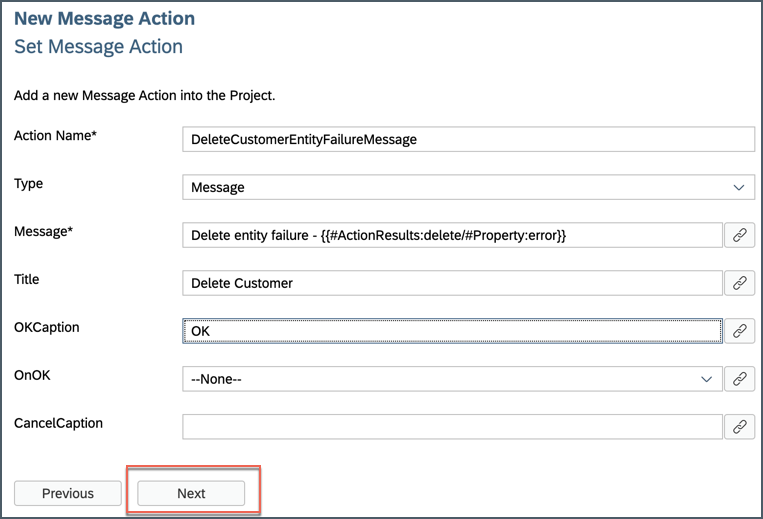 New Message Action
Set Message Action
Add a new Message Action into the Project.
Action Name* DeleteCustomerEntityFailureMessage
Type Message
Message* Delete entity failure - {{#ActionResults:delete/#Property:error}}
Title Delete Customer
OKCaption OK
OnOK --None--
CancelCaption
Previous Next